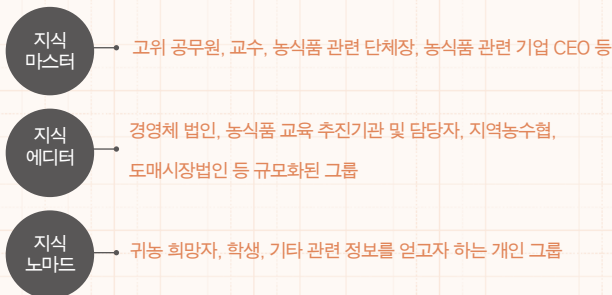 지식
마스터
고위 공무원, 교수, 농식품 관련 단체장, 농식품 관련 기업 CEO 등
지식
에디터
경영체 법인, 농식품 교육 추진기관 및 담당자, 지역농수협,
도매시장법인 등 규모화된 그룹
지식
노마드
귀농 희망자, 학생, 기타 관련 정보를 얻고자 하는 개인 그룹